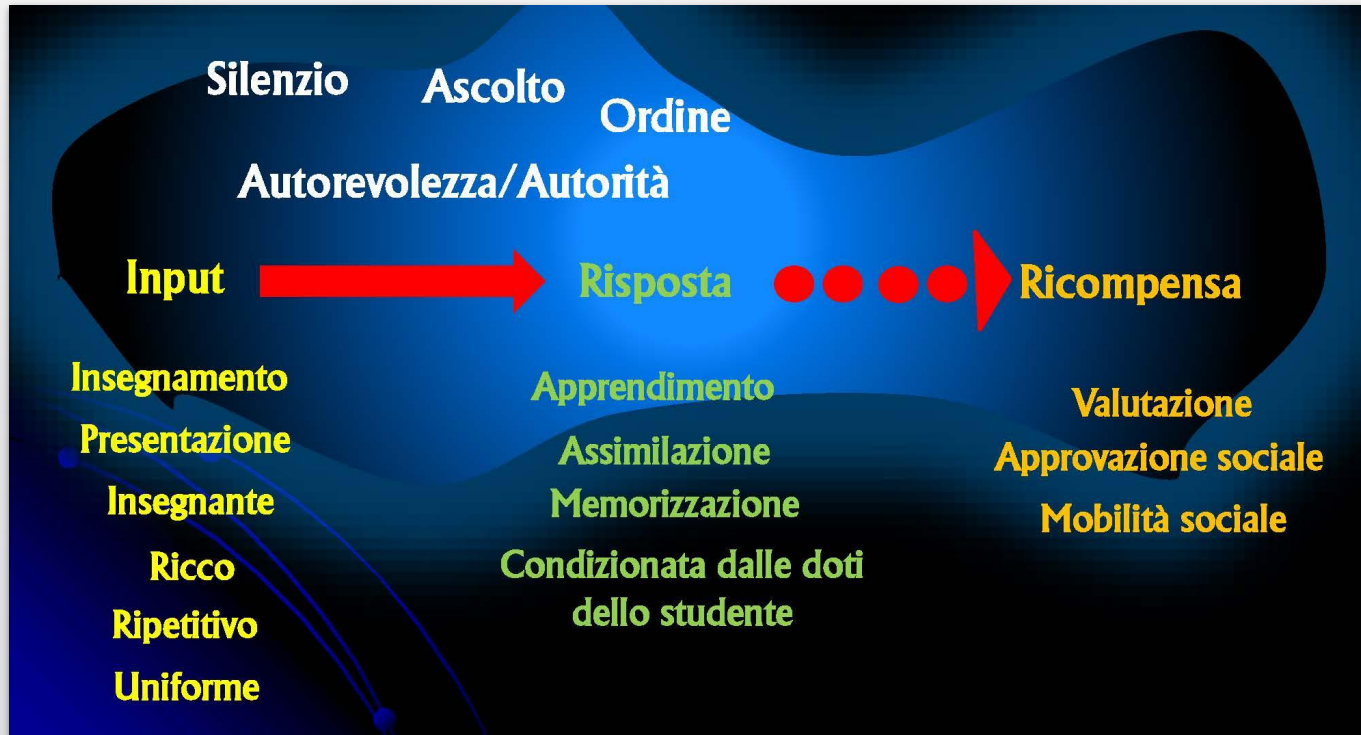 Silenzio
Ascolto
Ordine
Autorevolezza/Autorità
Input
Risposta
Ricompensa
Insegnamento
Presentazione
Insegnante
Ricco
Ripetitivo
Uniforme
Apprendimento
Assimilazione
Memorizzazione
Condizionata dalle doti
dello studente
Valutazione
Approvazione sociale
Mobilità sociale